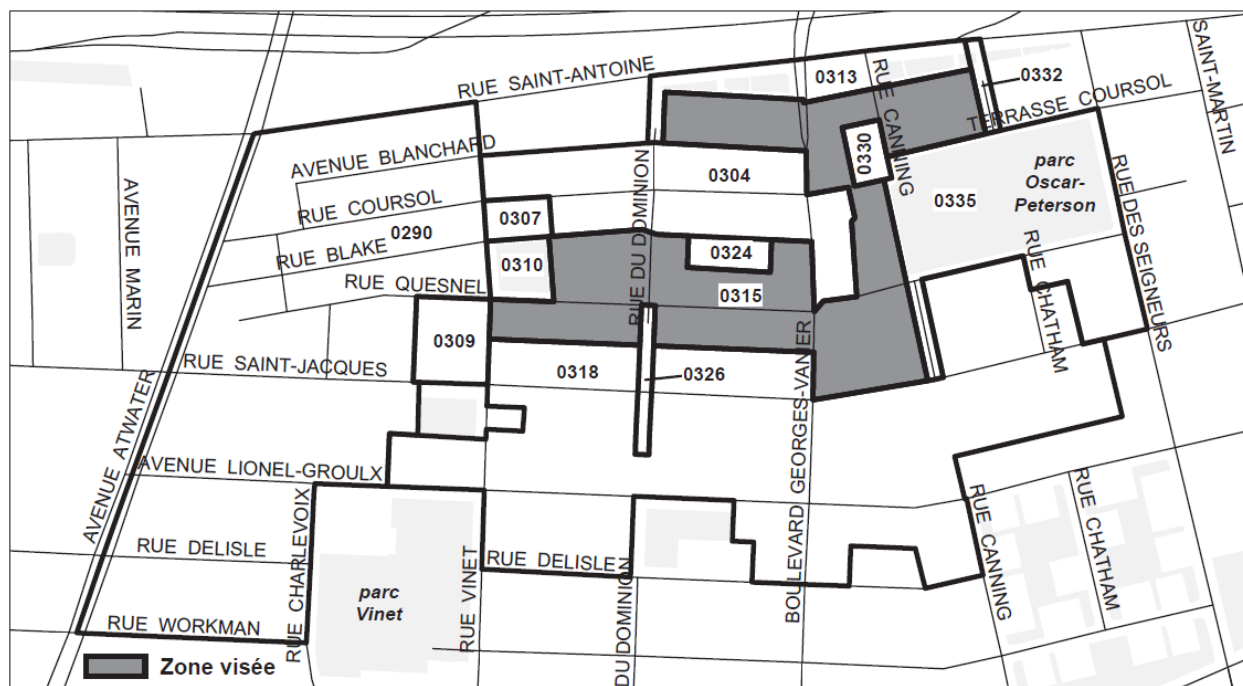 RUE SAINT-ANTOINE
0313
RUE CANNING
0332
SAINT-MARTIN
TERRASSE COURSOL
AVENUE BLANCHARD
0330
parc
Oscar-
Peterson
0304
AVENUE MARIN
RUE COURSOL
0307
RUE DU DOMINION
0335
RUE DES SEIGNEURS
0290
RUE BLAKE
0310
0324
RUE QUESNEL
0315
RUE CHATHAM
0309
RUE SAINT-JACQUES
0318
0326
BOULEVARD GEORGES-VANIER
AVENUE ATWATER
AVENUE LIONEL-GROULX
RUE CHARLEVOIX
RUE CANNING
RUE CHATHAM
RUE DELISLE
RUE VINET
RUE DELISLE
DU DOMINION
parc
Vinet
RUE WORKMAN
Zone visée